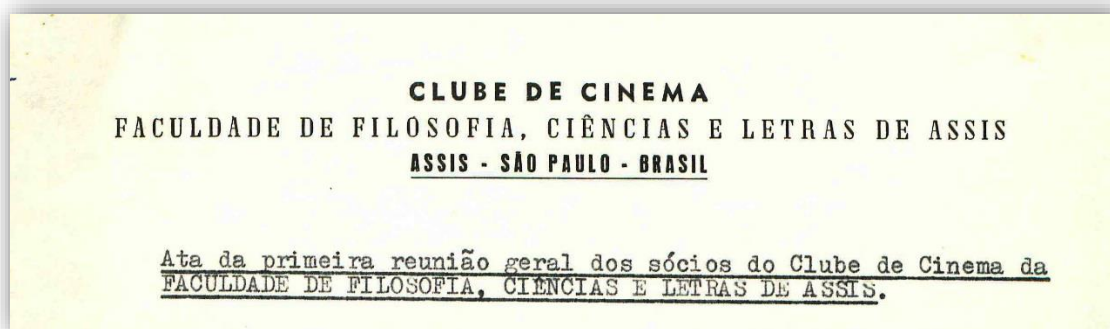 CLUBE DE CINEMA
FACULDADE DE FILOSOFIA, CIÊNCIAS E LETRAS DE ASSIS
ASSIS - SÃO PAULO - BRASIL
Ata da primeira reunião geral dos sócios do Clube de Cinema da
FACULDADE DE FILOSOFIA, CIÊNCIAS E LETRAS DE ASSIS.